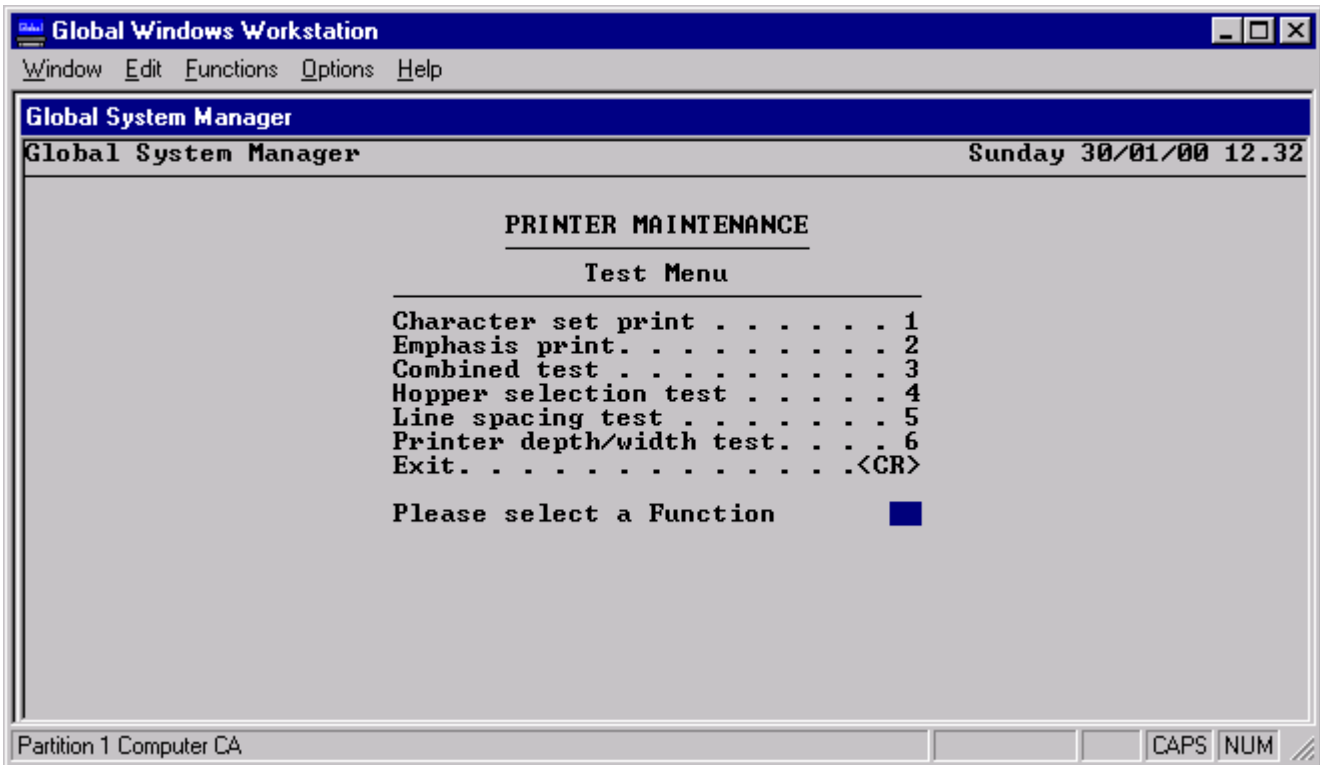 Global Windows Workstation
Window Edit Functions Options Help
Global System Manager
Global System Manager Sunday 30/01/00 12.32
PRINTER MAINTENANCE
Test Menu
Character set print . . . . . . 1
Emphasis print. . . . . . . . . 2
Combined test . . . . . . . . . 3
Hopper selection test . . . . . 4
Line spacing test . . . . . . . 5
Printer depth/width test. . . . 6
Exit. . . . . . . . . . . . . .<CR>
Please select a Function
Partition 1 Computer CA CAPS NUM